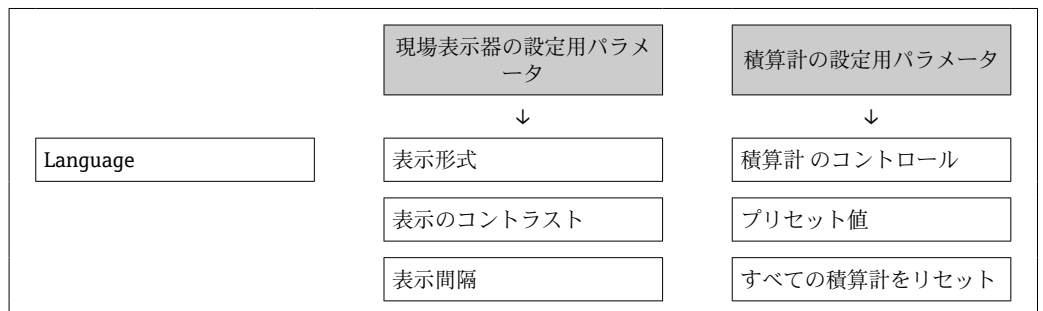 現場表示器の設定用パラメ
ータ
積算計の設定用パラメータ
↓ ↓
Language 表示形式 積算計 のコントロール
表示のコントラスト プリセット値
表示間隔 すべての積算計をリセット